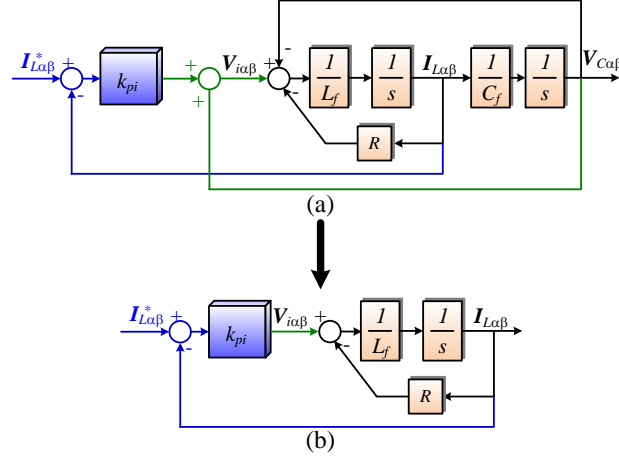 I*Lαβ + - kpi + + Viαβ + - - 1/Lf 1/s ILαβ 1/Cf 1/s VCαβ
R
(a)
I*Lαβ + - kpi Viαβ + - 1/Lf 1/s ILαβ
R
(b)